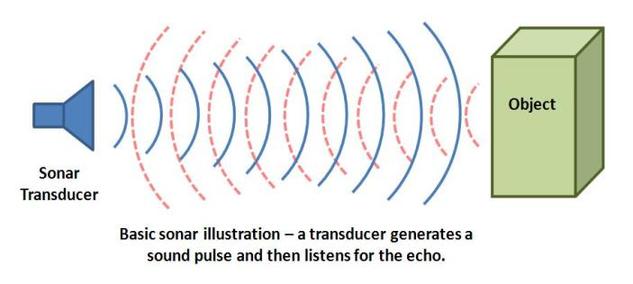 Object
Sonar
Transducer
Basic sonar illustration – a transducer generates a
sound pulse and then listens for the echo.